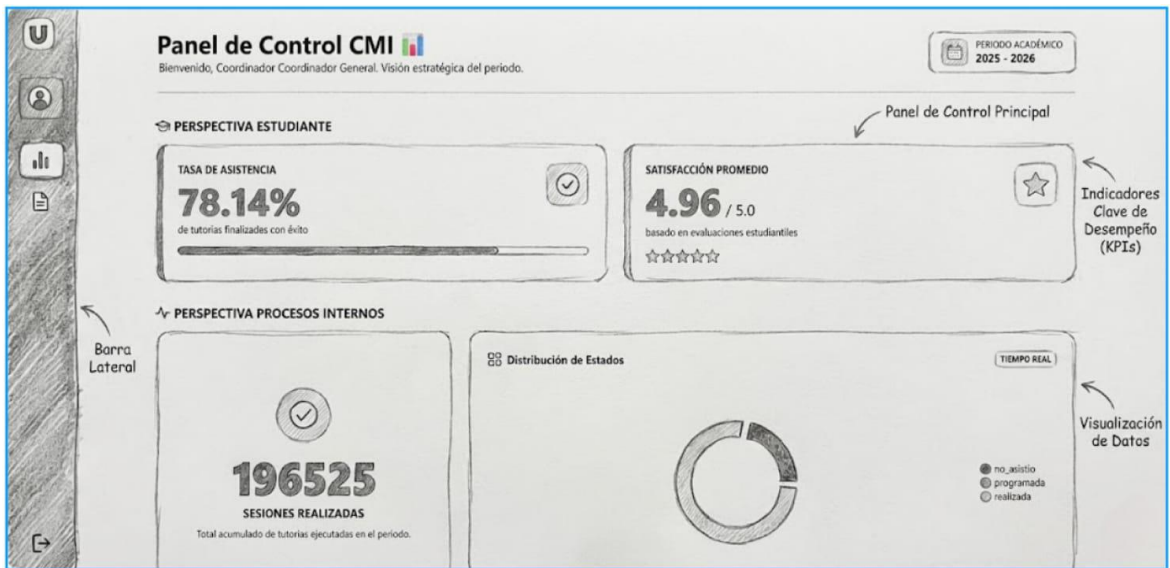 U
Panel de Control CMI
Bienvenido, Coordinador Coordinador General. Visión estratégica del periodo.
PERIODO ACADÉMICO
2025 - 2026
Panel de Control Principal
PERSPECTIVA ESTUDIANTE
TASA DE ASISTENCIA
78.14%
de tutorias finalizadas con éxito
SATISFACCIÓN PROMEDIO
4.96 / 5.0
basado en evaluaciones estudiantiles
Indicadores
Clave de
Desempeño
(KPIs)
PERSPECTIVA PROCESOS INTERNOS
Barra
Lateral
196525
SESIONES REALIZADAS
Total acumulado de tutorias ejecutadas en el periodo.
Distribución de Estados
TIEMPO REAL
no_asistio
programada
realizada
Visualización
de Datos